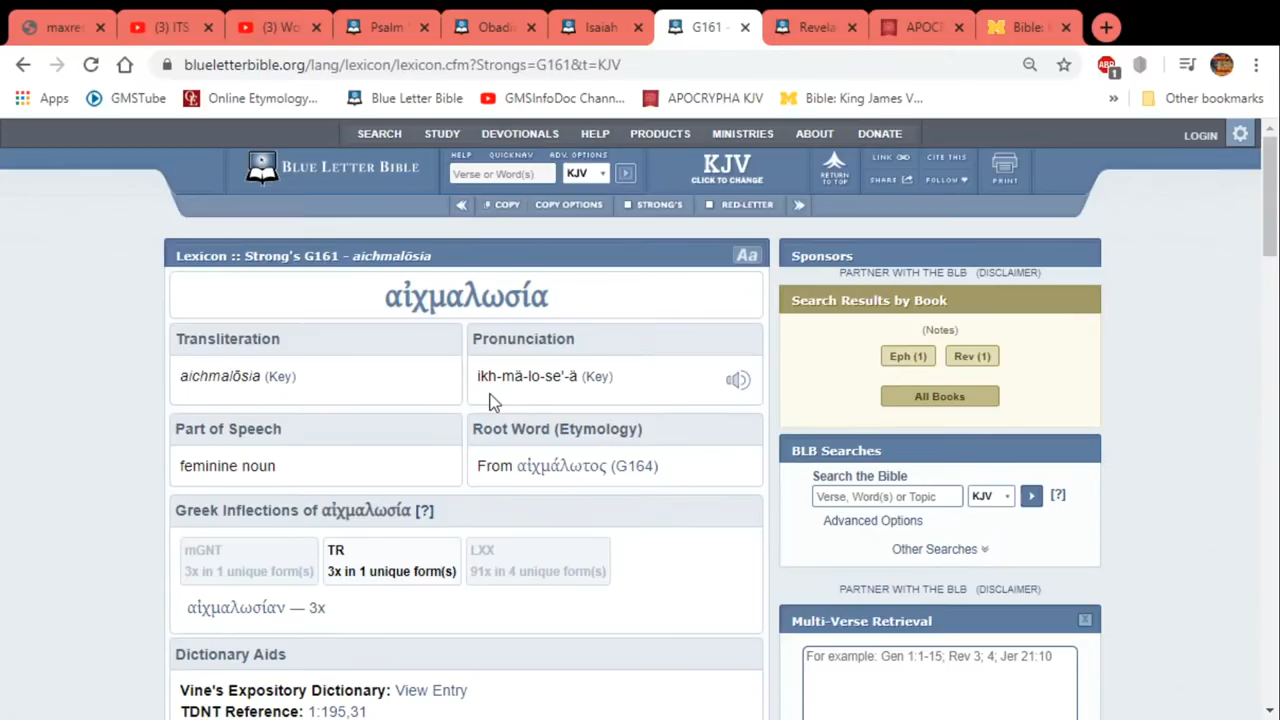 maxre
(3) ITS
(3) Wo
Psalm
Obadi
Isaiah
G161 -
Revela
APOC
Bible: 
blueletterbible.org/lang/lexicon/lexicon.cfm?Strongs=G161&t=KJV
ABP
1
Apps
GMSTube
Online Etymology...
Blue Letter Bible
GMSInfoDoc Chann...
APOCRYPHA KJV
Bible: King James V...
»
Other bookmarks
SEARCH STUDY DEVOTIONALS HELP PRODUCTS MINISTRIES ABOUT DONATE
LOGIN
BLUE LETTER BIBLE
HELP QUICKNAV ADV. OPTIONS
Verse or Word(s) KJV
KJV
CLICK TO CHANGE
RETURN
TO TOP
LINK CITE THIS
SHARE FOLLOW
PRINT
COPY COPY OPTIONS STRONG'S RED-LETTER
Lexicon :: Strong's G161 - aichmalōsia Aa
αἰχμαλωσία
Transliteration
aichmalōsia (Key)
Pronunciation
ikh-mä-lo-se'-ä (Key)
Part of Speech
feminine noun
Root Word (Etymology)
From αἰχμάλωτος (G164)
Greek Inflections of αἰχμαλωσία [?]
mGNT
3x in 1 unique form(s)
TR
3x in 1 unique form(s)
LXX
91x in 4 unique form(s)
αἰχμαλωσίαν — 3x
Dictionary Aids
Vine's Expository Dictionary: View Entry
TDNT Reference: 1:195,31
Sponsors
PARTNER WITH THE BLB (DISCLAIMER)
Search Results by Book
(Notes)
Eph (1) Rev (1)
All Books
BLB Searches
Search the Bible
Verse, Word(s) or Topic KJV [?]
Advanced Options
Other Searches
PARTNER WITH THE BLB (DISCLAIMER)
Multi-Verse Retrieval
For example: Gen 1:1-15; Rev 3; 4; Jer 21:10